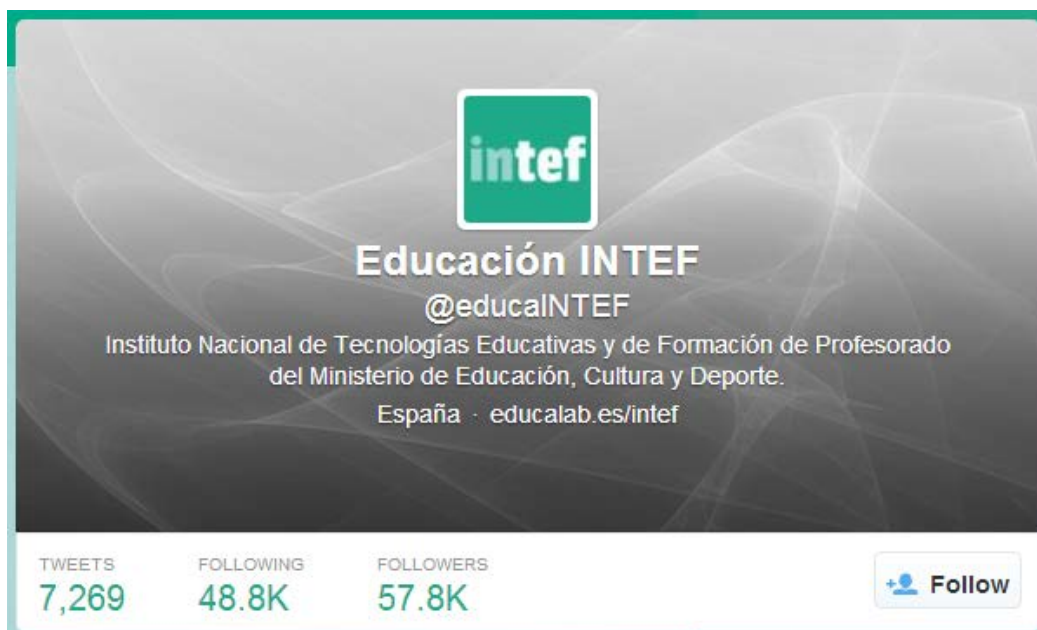 intef
Educación INTEF
@educaINTEF
Instituto Nacional de Tecnologías Educativas y de Formación de Profesorado
del Ministerio de Educación, Cultura y Deporte.
España · educalab.es/intef
TWEETS FOLLOWING FOLLOWERS
7,269 48.8K 57.8K
Follow